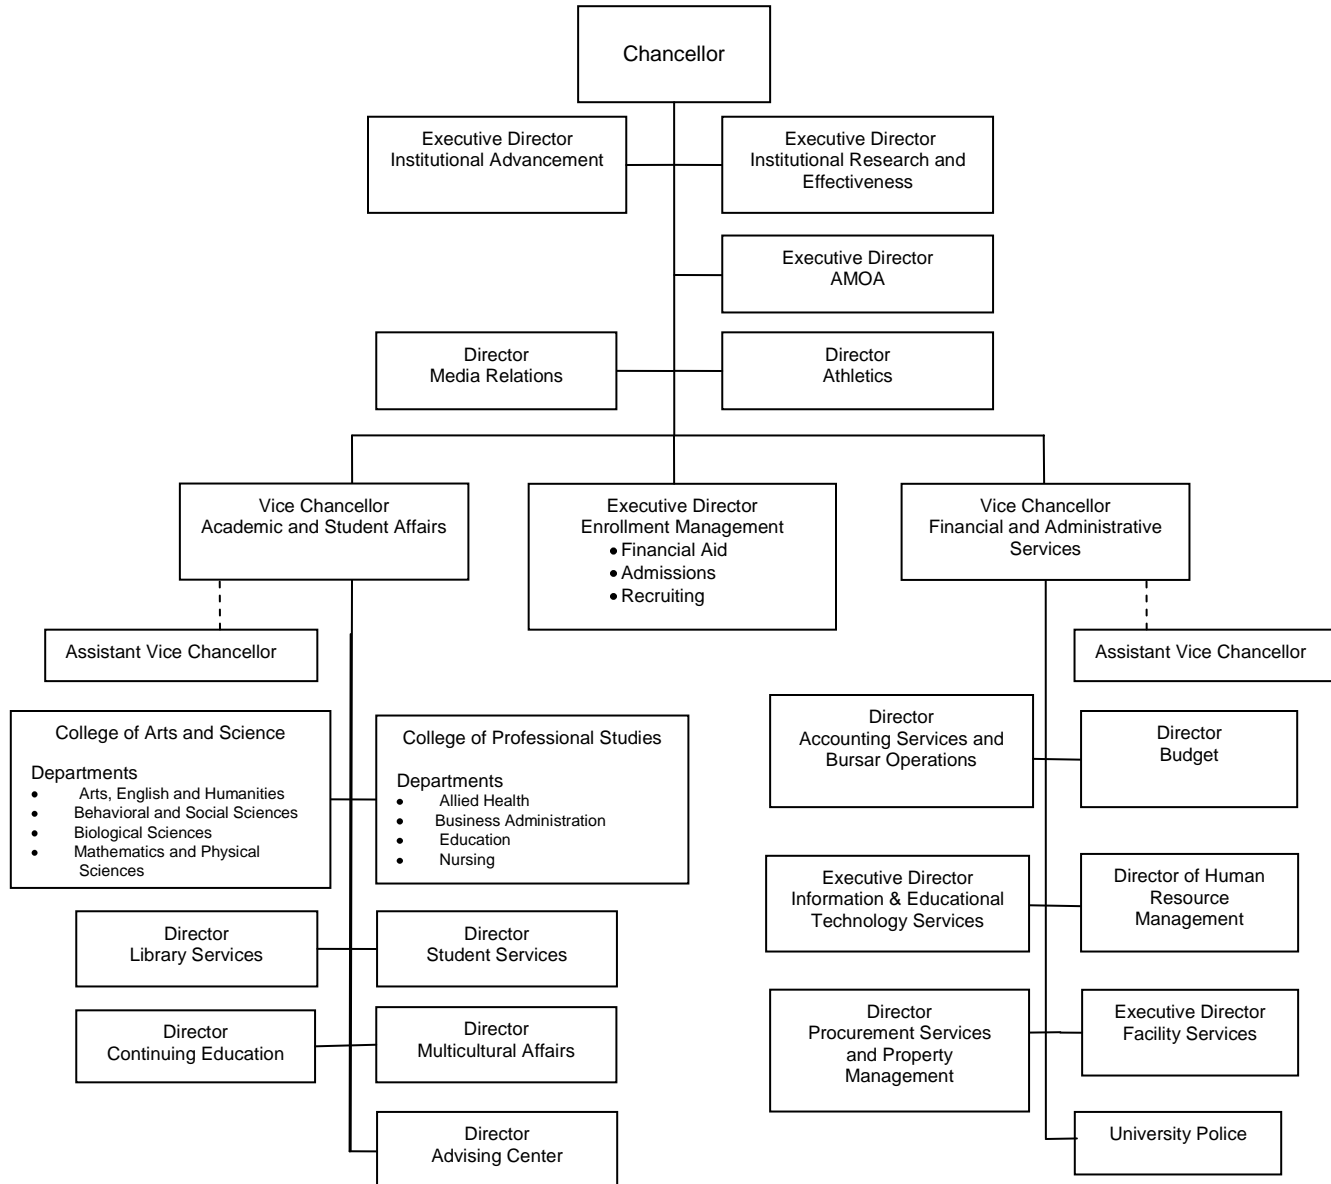 Chancellor
Executive Director
Institutional Advancement
Executive Director
Institutional Research and
Effectiveness
Executive Director
AMOA
Director
Media Relations
Director
Athletics
Vice Chancellor
Academic and Student Affairs
Executive Director
Enrollment Management
• Financial Aid
• Admissions
• Recruiting
Vice Chancellor
Financial and Administrative
Services
Assistant Vice Chancellor
Assistant Vice Chancellor
College of Arts and Science
Departments
• Arts, English and Humanities
• Behavioral and Social Sciences
• Biological Sciences
• Mathematics and Physical
Sciences
College of Professional Studies
Departments
• Allied Health
• Business Administration
• Education
• Nursing
Director
Accounting Services and
Bursar Operations
Director
Budget
Executive Director
Information & Educational
Technology Services
Director of Human
Resource
Management
Director
Library Services
Director
Student Services
Director
Procurement Services
and Property
Management
Executive Director
Facility Services
Director
Continuing Education
Director
Multicultural Affairs
Director
Advising Center
University Police